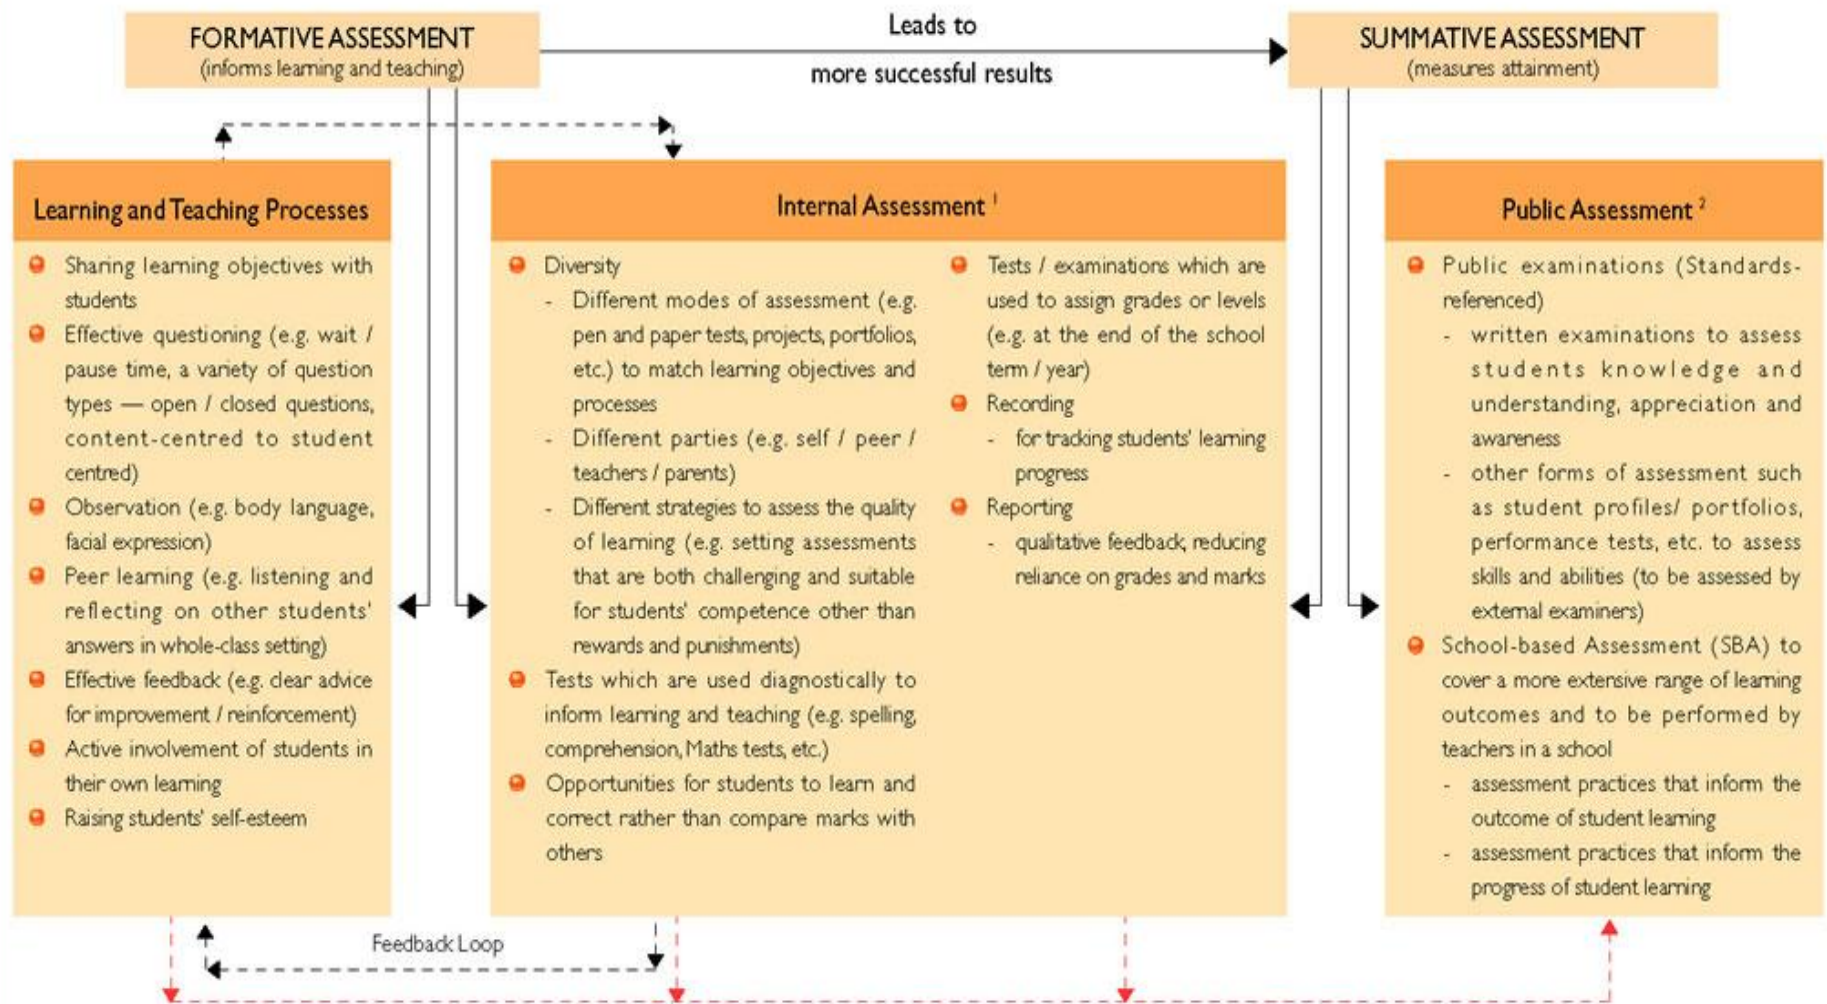 FORMATIVE ASSESSMENT
(informs learning and teaching)
Leads to
more successful results
SUMMATIVE ASSESSMENT
(measures attainment)
Learning and Teaching Processes
Sharing learning objectives with
students
Effective questioning (e.g. wait /
pause time, a variety of question
types — open / closed questions,
content-centred to student
centred)
Observation (e.g. body language,
facial expression)
Peer learning (e.g. listening and
reflecting on other students'
answers in whole-class setting)
Effective feedback (e.g. clear advice
for improvement / reinforcement)
Active involvement of students in
their own learning
Raising students' self-esteem
Internal Assessment 1
Diversity
- Different modes of assessment (e.g.
pen and paper tests, projects, portfolios,
etc.) to match learning objectives and
processes
- Different parties (e.g. self / peer /
teachers / parents)
- Different strategies to assess the quality
of learning (e.g. setting assessments
that are both challenging and suitable
for students' competence other than
rewards and punishments)
Tests which are used diagnostically to
inform learning and teaching (e.g. spelling,
comprehension, Maths tests, etc.)
Opportunities for students to learn and
correct rather than compare marks with
others
Tests / examinations which are
used to assign grades or levels
(e.g. at the end of the school
term / year)
Recording
- for tracking students' learning
progress
Reporting
- qualitative feedback, reducing
reliance on grades and marks
Public Assessment 2
Public examinations (Standards-
referenced)
- written examinations to assess
students knowledge and
understanding, appreciation and
awareness
- other forms of assessment such
as student profiles/ portfolios,
performance tests, etc. to assess
skills and abilities (to be assessed by
external examiners)
School-based Assessment (SBA) to
cover a more extensive range of learning
outcomes and to be performed by
teachers in a school
- assessment practices that inform the
outcome of student learning
- assessment practices that inform the
progress of student learning
Feedback Loop